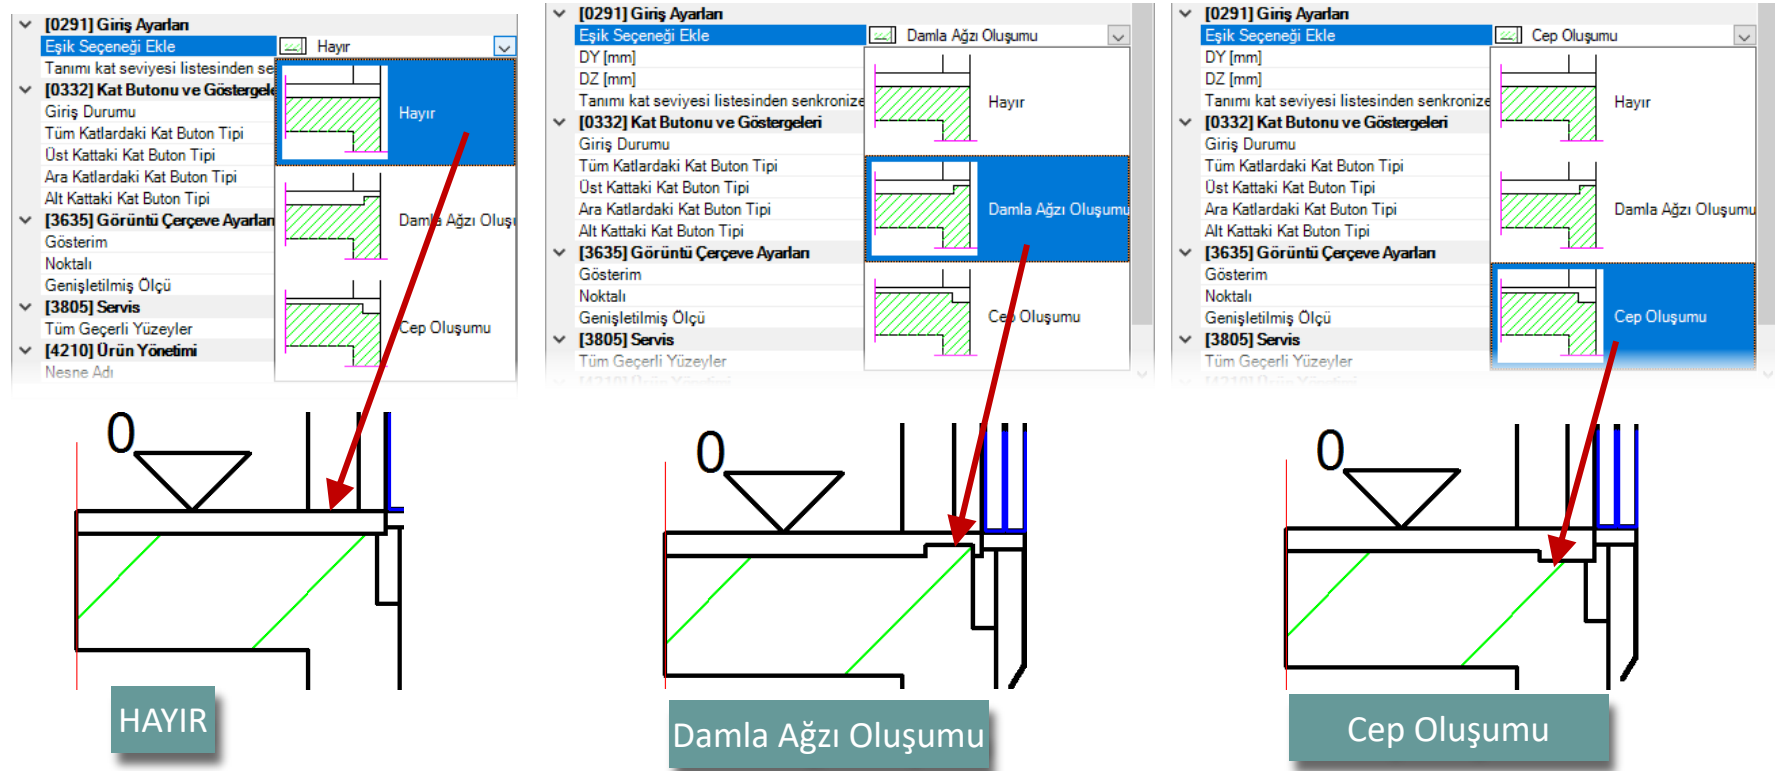 [0291] Giriş Ayarları
Eşik Seçeneği Ekle
Hayır
Tanımı kat seviyesi listesinden se
[0332] Kat Butonu ve Göstergele
Giriş Durumu
Tüm Katlardaki Kat Buton Tipi
Üst Kattaki Kat Buton Tipi
Ara Katlardaki Kat Buton Tipi
Alt Kattaki Kat Buton Tipi
[3635] Görüntü Çerçeve Ayarları
Gösterim
Noktalı
Genişletilmiş Ölçü
[3805] Servis
Tüm Geçerli Yüzeyler
[4210] Ürün Yönetimi
Nesne Adı
Hayır
Damla Ağzı Oluşu
Cep Oluşumu
[0291] Giriş Ayarları
Eşik Seçeneği Ekle
Damla Ağzı Oluşumu
DY [mm]
DZ [mm]
Tanımı kat seviyesi listesinden senkronize
[0332] Kat Butonu ve Göstergeleri
Giriş Durumu
Tüm Katlardaki Kat Buton Tipi
Üst Kattaki Kat Buton Tipi
Ara Katlardaki Kat Buton Tipi
Alt Kattaki Kat Buton Tipi
[3635] Görüntü Çerçeve Ayarları
Gösterim
Noktalı
Genişletilmiş Ölçü
[3805] Servis
Tüm Geçerli Yüzeyler
[4210] Ürün Yönetimi
Hayır
Damla Ağzı Oluşumu
Cep Oluşumu
[0291] Giriş Ayarları
Eşik Seçeneği Ekle
Cep Oluşumu
DY [mm]
DZ [mm]
Tanımı kat seviyesi listesinden senkronize
[0332] Kat Butonu ve Göstergeleri
Giriş Durumu
Tüm Katlardaki Kat Buton Tipi
Üst Kattaki Kat Buton Tipi
Ara Katlardaki Kat Buton Tipi
Alt Kattaki Kat Buton Tipi
[3635] Görüntü Çerçeve Ayarları
Gösterim
Noktalı
Genişletilmiş Ölçü
[3805] Servis
Tüm Geçerli Yüzeyler
[4210] Ürün Yönetimi
Hayır
Damla Ağzı Oluşumu
Cep Oluşumu
0
0
0
HAYIR
Damla Ağzı Oluşumu
Cep Oluşumu